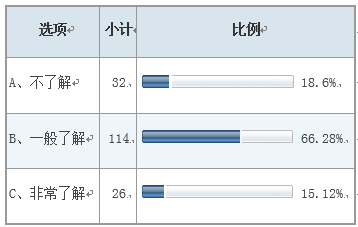 选项 小计 比例
A、不了解 32 18.6%
B、一般了解 114 66.28%
C、非常了解 26 15.12%